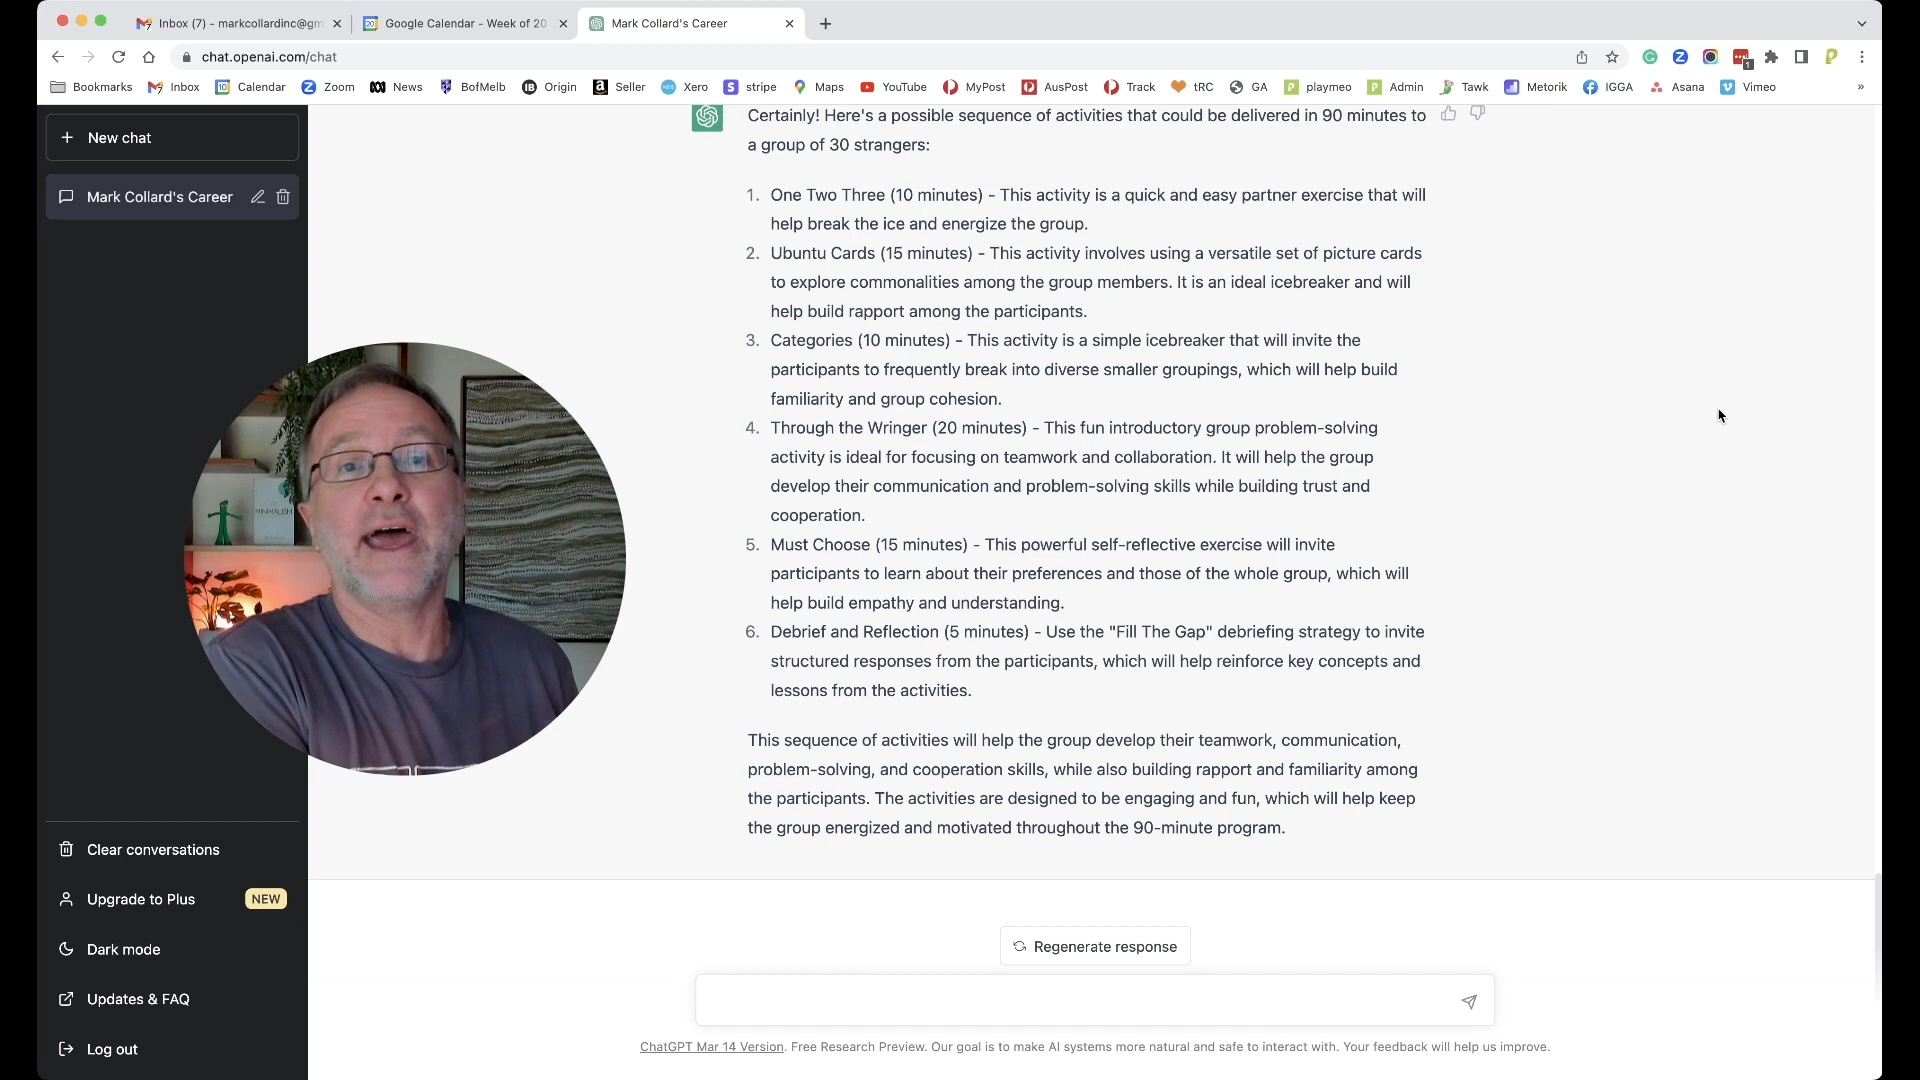 Inbox (7) - markcollardinc@gm
Google Calendar - Week of 20
Mark Collard's Career
chat.openai.com/chat
Bookmarks
Inbox
Calendar
Zoom
News
BofMelb
Origin
Seller
Xero
stripe
Maps
YouTube
MyPost
AusPost
Track
tRC
GA
playmeo
Admin
Tawk
Metorik
IGGA
Asana
Vimeo
New chat
Mark Collard's Career
Certainly! Here's a possible sequence of activities that could be delivered in 90 minutes to
a group of 30 strangers:
1. One Two Three (10 minutes) - This activity is a quick and easy partner exercise that will
help break the ice and energize the group.
2. Ubuntu Cards (15 minutes) - This activity involves using a versatile set of picture cards
to explore commonalities among the group members. It is an ideal icebreaker and will
help build rapport among the participants.
3. Categories (10 minutes) - This activity is a simple icebreaker that will invite the
participants to frequently break into diverse smaller groupings, which will help build
familiarity and group cohesion.
4. Through the Wringer (20 minutes) - This fun introductory group problem-solving
activity is ideal for focusing on teamwork and collaboration. It will help the group
develop their communication and problem-solving skills while building trust and
cooperation.
5. Must Choose (15 minutes) - This powerful self-reflective exercise will invite
participants to learn about their preferences and those of the whole group, which will
help build empathy and understanding.
6. Debrief and Reflection (5 minutes) - Use the "Fill The Gap" debriefing strategy to invite
structured responses from the participants, which will help reinforce key concepts and
lessons from the activities.
This sequence of activities will help the group develop their teamwork, communication,
problem-solving, and cooperation skills, while also building rapport and familiarity among
the participants. The activities are designed to be engaging and fun, which will help keep
the group energized and motivated throughout the 90-minute program.
MINIMALISM
Clear conversations
Upgrade to Plus NEW
Dark mode
Updates & FAQ
Log out
Regenerate response
ChatGPT Mar 14 Version. Free Research Preview. Our goal is to make AI systems more natural and safe to interact with. Your feedback will help us improve.